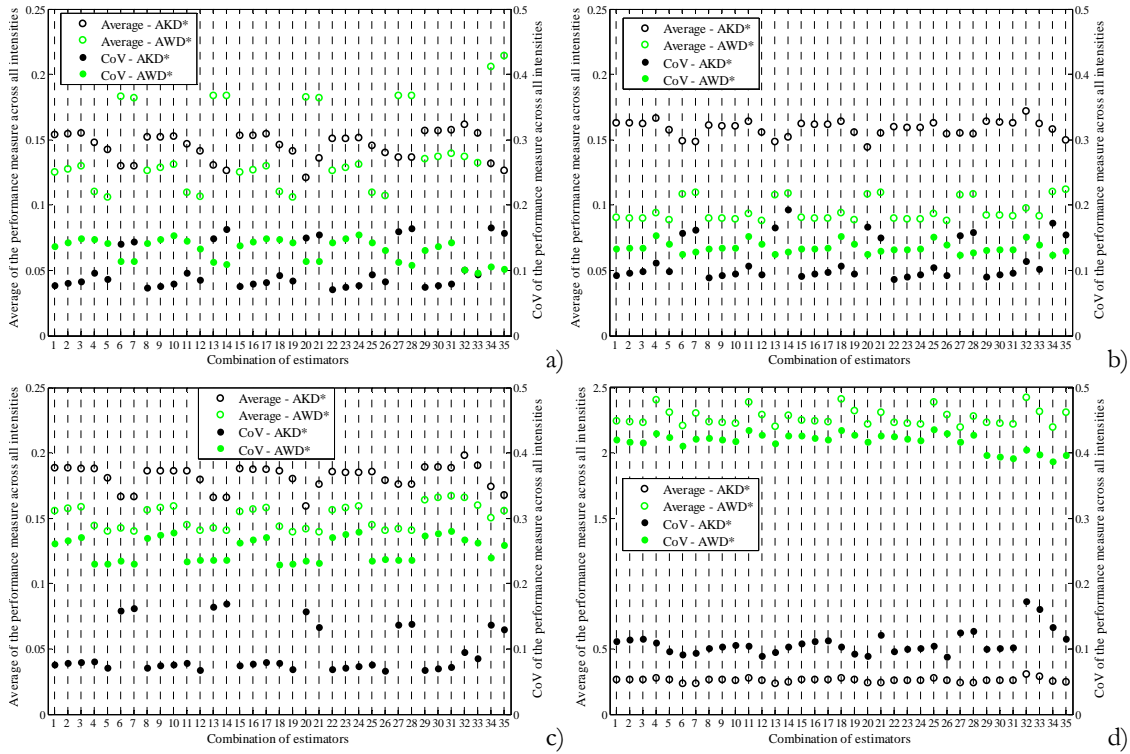 Average of the performance measure across all intensities
0.25
0.2
0.15
0.1
0.05
0
Average - AKD*
Average - AWD*
CoV - AKD*
CoV - AWD*
0.5
0.4
0.3
0.2
0.1
0
CoV of the performance measure across all intensities
1 2 3 4 5 6 7 8 9 10 11 12 13 14 15 16 17 18 19 20 21 22 23 24 25 26 27 28 29 30 31 32 33 34 35
Combination of estimators
a)
Average of the performance measure across all intensities
0.25
0.2
0.15
0.1
0.05
0
Average - AKD*
Average - AWD*
CoV - AKD*
CoV - AWD*
0.5
0.4
0.3
0.2
0.1
0
CoV of the performance measure across all intensities
1 2 3 4 5 6 7 8 9 10 11 12 13 14 15 16 17 18 19 20 21 22 23 24 25 26 27 28 29 30 31 32 33 34 35
Combination of estimators
b)
Average of the performance measure across all intensities
0.25
0.2
0.15
0.1
0.05
0
Average - AKD*
Average - AWD*
CoV - AKD*
CoV - AWD*
0.5
0.4
0.3
0.2
0.1
0
CoV of the performance measure across all intensities
1 2 3 4 5 6 7 8 9 10 11 12 13 14 15 16 17 18 19 20 21 22 23 24 25 26 27 28 29 30 31 32 33 34 35
Combination of estimators
c)
Average of the performance measure across all intensities
2.5
2.5
1.5
1
0.5
0
Average - AKD*
Average - AWD*
CoV - AKD*
CoV - AWD*
0.5
0.4
0.3
0.2
0.1
0
CoV of the performance measure across all intensities
1 2 3 4 5 6 7 8 9 10 11 12 13 14 15 16 17 18 19 20 21 22 23 24 25 26 27 28 29 30 31 32 33 34 35
Combination of estimators
d)